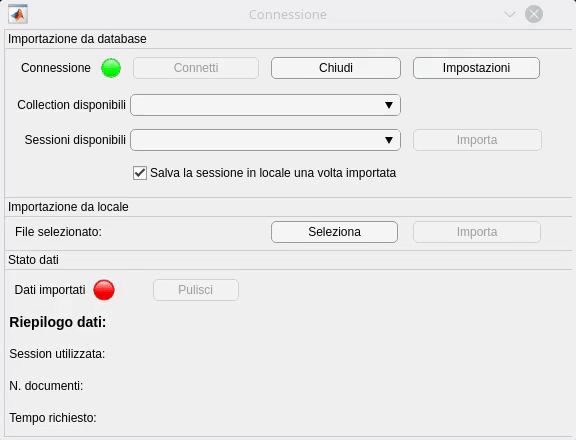 Connessione
Importazione da database
Connessione Connetti Chiudi Impostazioni
Collection disponibili
Sessioni disponibili Importa
Salva la sessione in locale una volta importata
Importazione da locale
File selezionato: Seleziona Importa
Stato dati
Dati importati Pulisci
Riepilogo dati:
Session utilizzata:
N. documenti:
Tempo richiesto: